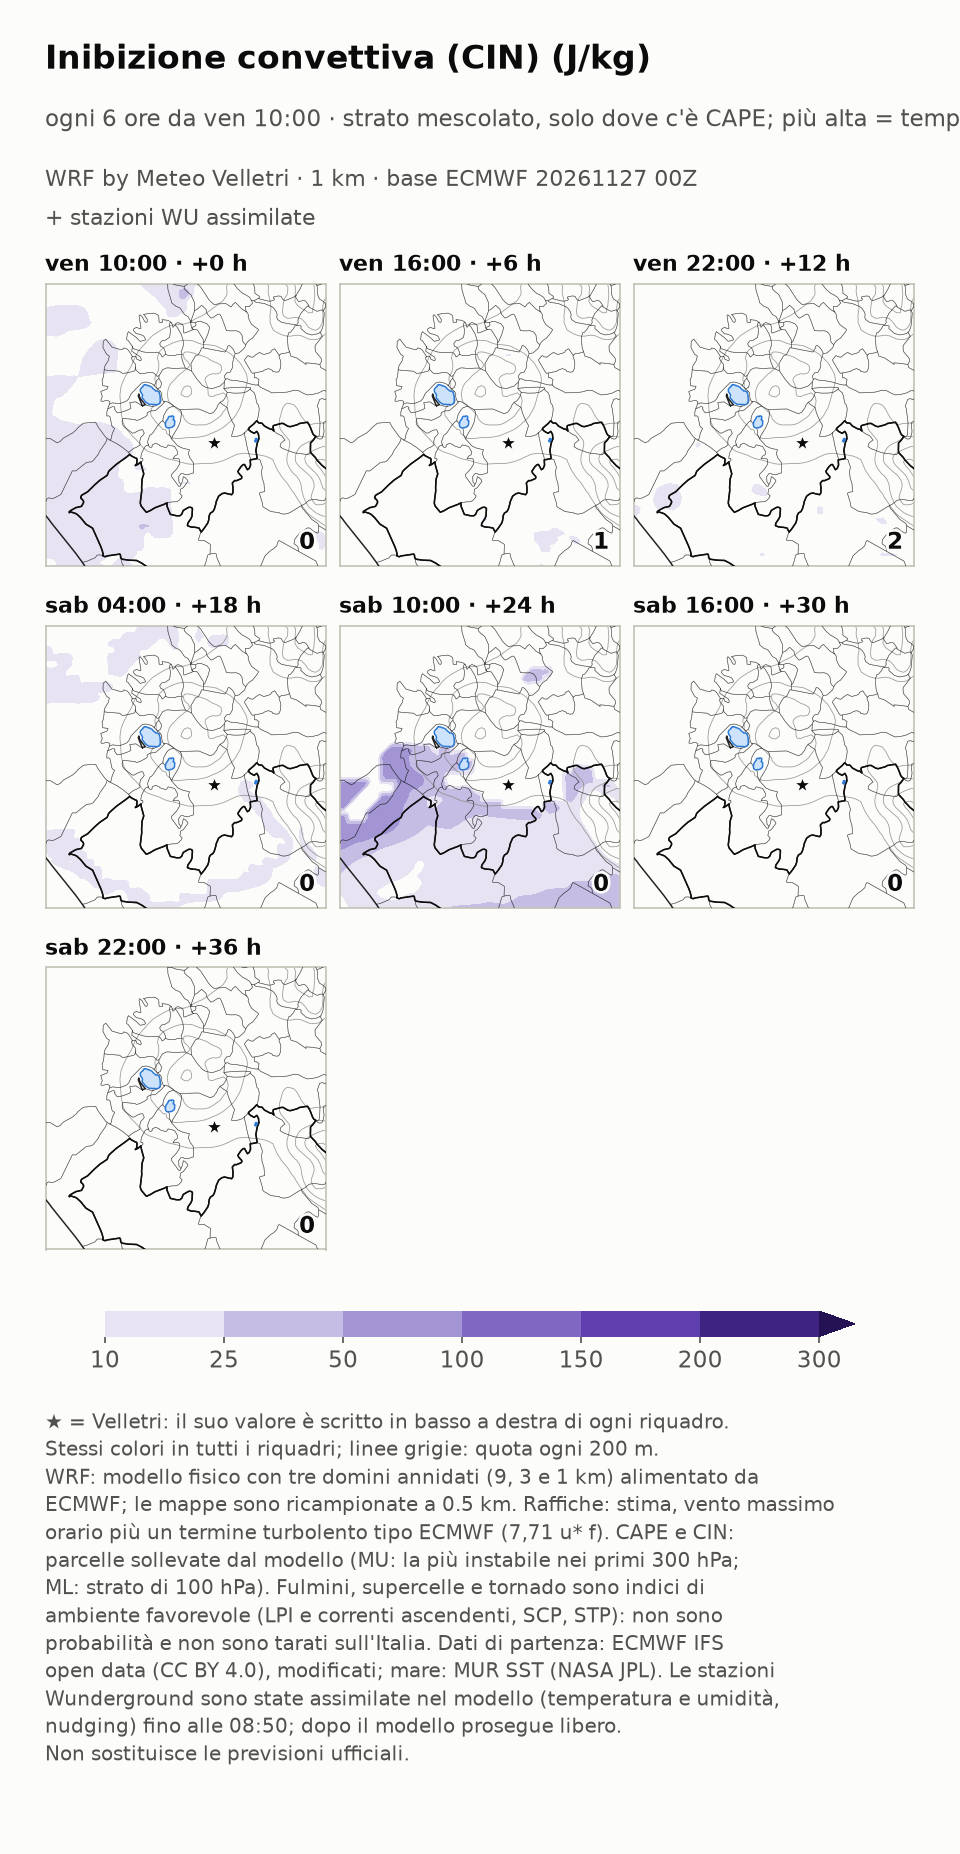 Inibizione convettiva (CIN) (J/kg)
ogni 6 ore da ven 10:00 · strato mescolato, solo dove c'è CAPE; più alta = temp
WRF by Meteo Velletri · 1 km · base ECMWF 20261127 00Z
+ stazioni WU assimilate
ven 10:00 · +0 h
ven 16:00 · +6 h
ven 22:00 · +12 h
0
1
2
sab 04:00 · +18 h
sab 10:00 · +24 h
sab 16:00 · +30 h
0
0
0
sab 22:00 · +36 h
0
10 25 50 100 150 200 300
★ = Velletri: il suo valore è scritto in basso a destra di ogni riquadro.
Stessi colori in tutti i riquadri; linee grigie: quota ogni 200 m.
WRF: modello fisico con tre domini annidati (9, 3 e 1 km) alimentato da
ECMWF; le mappe sono ricampionate a 0.5 km. Raffiche: stima, vento massimo
orario più un termine turbolento tipo ECMWF (7,71 u* f). CAPE e CIN:
parcelle sollevate dal modello (MU: la più instabile nei primi 300 hPa;
ML: strato di 100 hPa). Fulmini, supercelle e tornado sono indici di
ambiente favorevole (LPI e correnti ascendenti, SCP, STP): non sono
probabilità e non sono tarati sull'Italia. Dati di partenza: ECMWF IFS
open data (CC BY 4.0), modificati; mare: MUR SST (NASA JPL). Le stazioni
Wunderground sono state assimilate nel modello (temperatura e umidità,
nudging) fino alle 08:50; dopo il modello prosegue libero.
Non sostituisce le previsioni ufficiali.